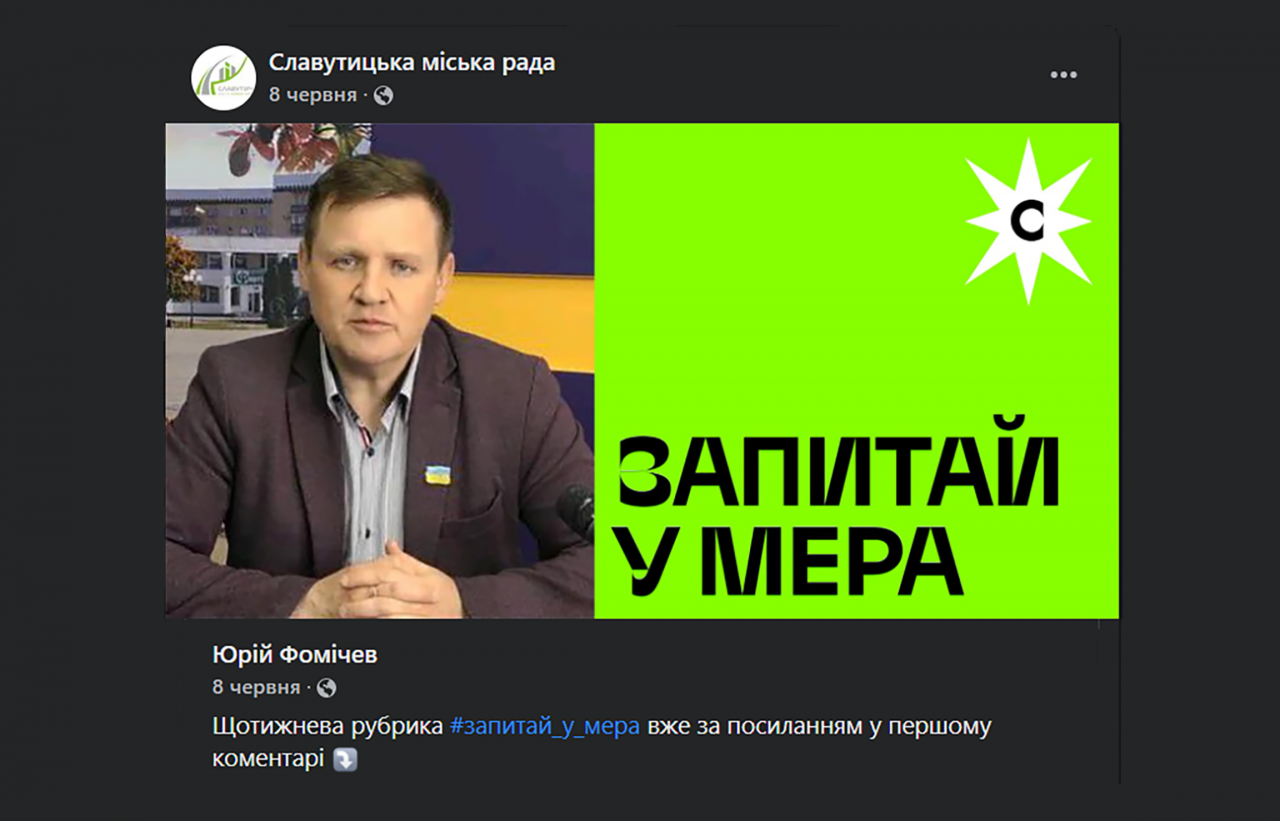 Славутицька міська рада
8 червня ·
СЛАВУТИЧ
С
ЗАПИТАЙ
У МЕРА
Юрій Фомічев
8 червня ·
Щотижнева рубрика #запитай_у_мера вже за посиланням у першому
коментарі